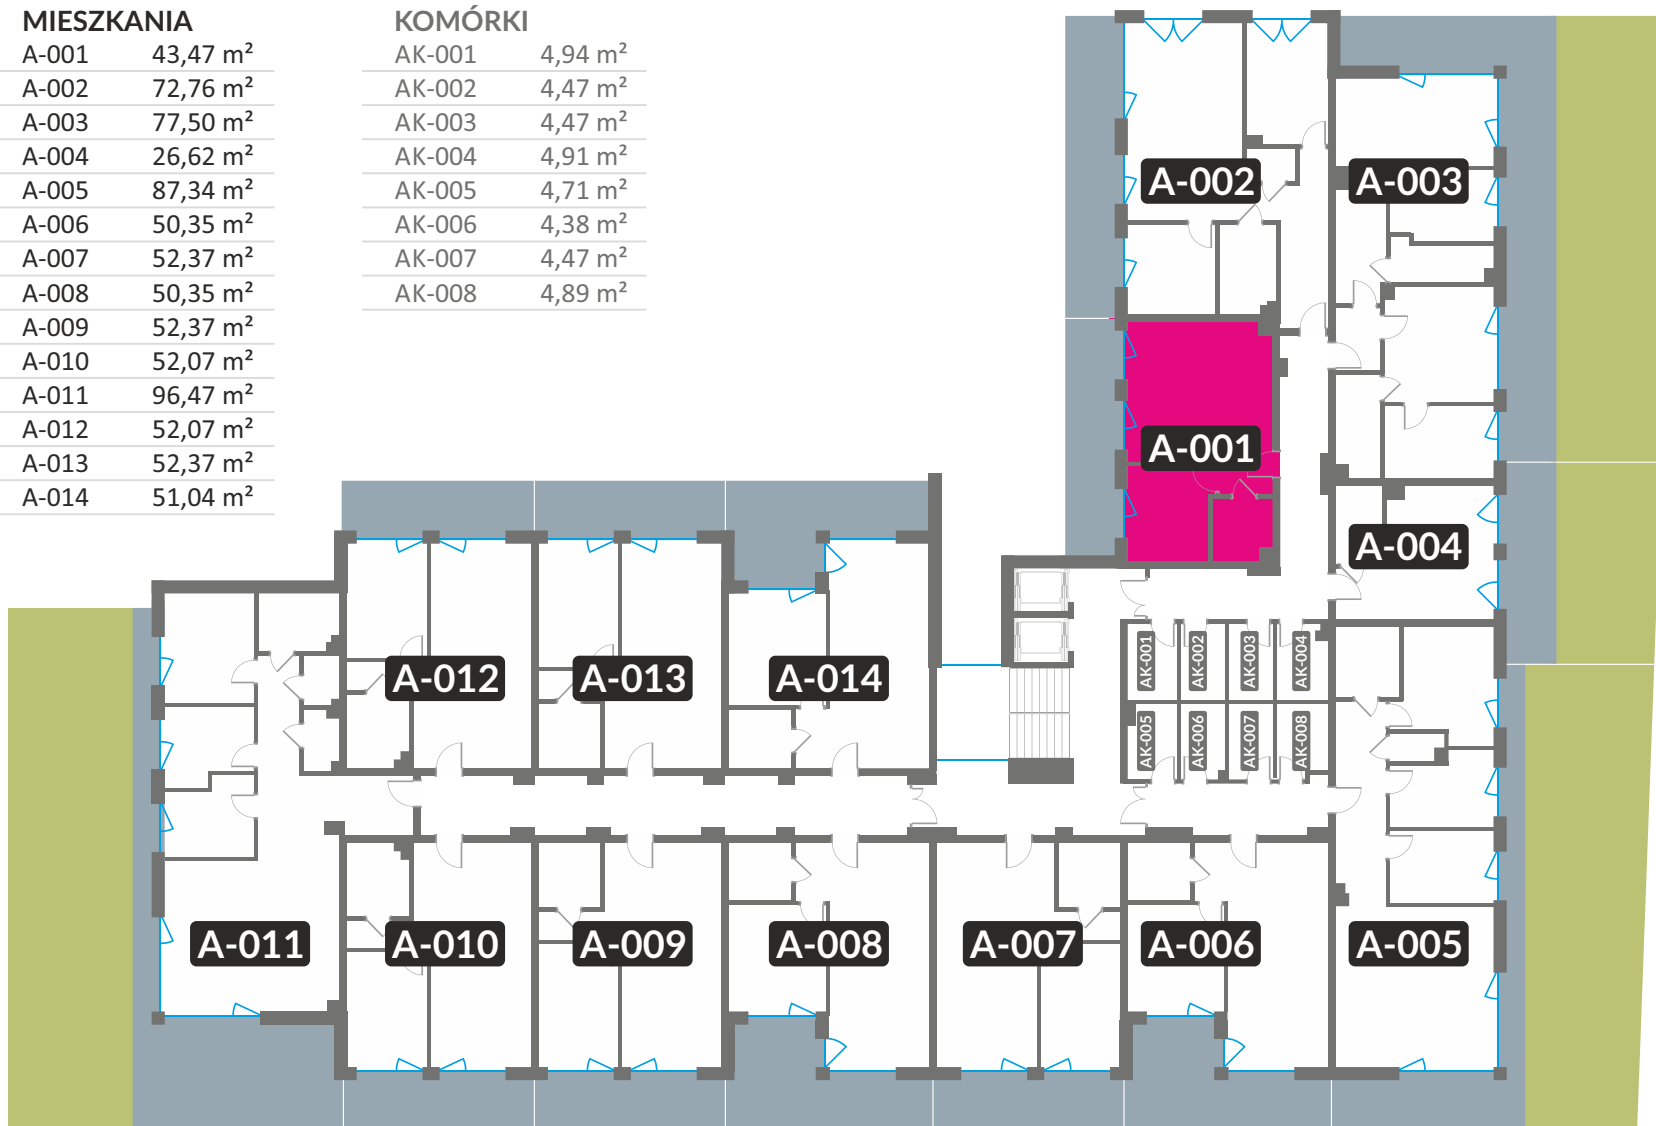 MIESZKANIA
A-001 43,47 m²
A-002 72,76 m²
A-003 77,50 m²
A-004 26,62 m²
A-005 87,34 m²
A-006 50,35 m²
A-007 52,37 m²
A-008 50,35 m²
A-009 52,37 m²
A-010 52,07 m²
A-011 96,47 m²
A-012 52,07 m²
A-013 52,37 m²
A-014 51,04 m²
KOMÓRKI
AK-001 4,94 m²
AK-002 4,47 m²
AK-003 4,47 m²
AK-004 4,91 m²
AK-005 4,71 m²
AK-006 4,38 m²
AK-007 4,47 m²
AK-008 4,89 m²
A-002
A-003
A-001
A-004
A-012
A-013
A-014
AK-001
AK-002
AK-003
AK-004
AK-005
AK-006
AK-007
AK-008
A-011
A-010
A-009
A-008
A-007
A-006
A-005